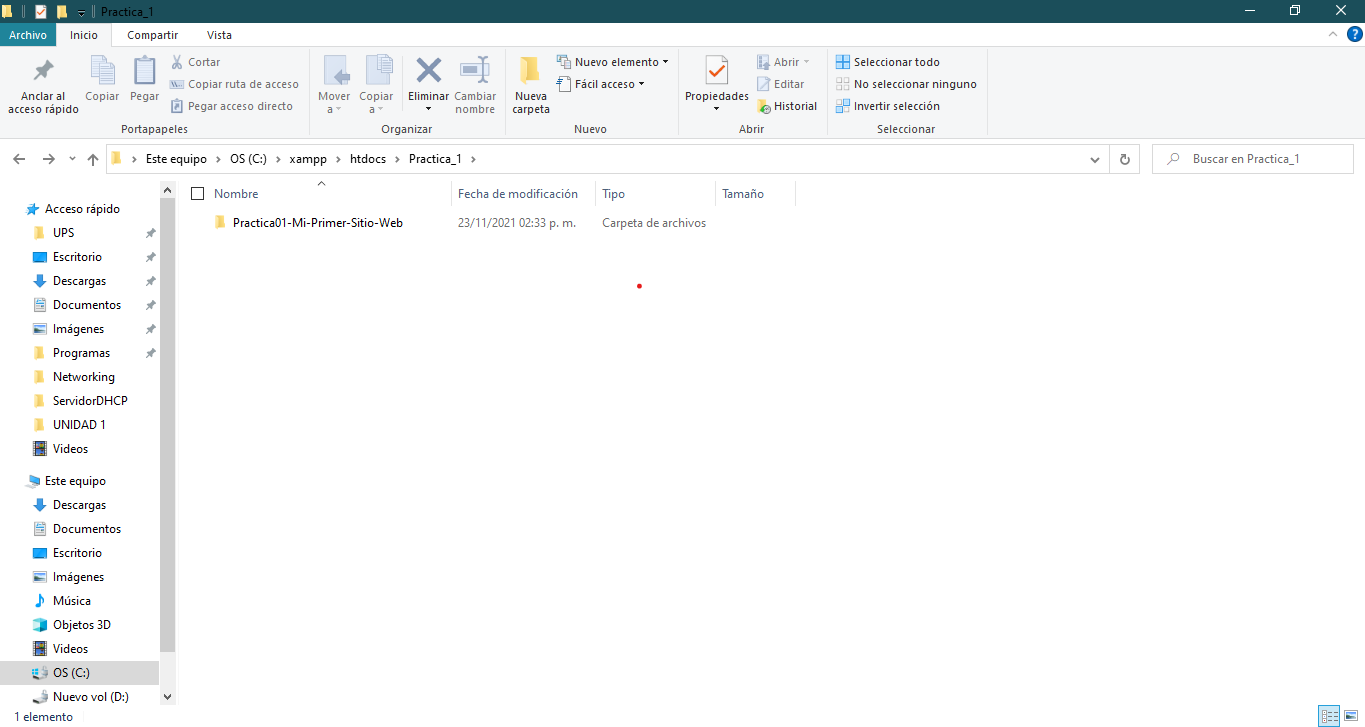 Practica_1
Archivo Inicio Compartir Vista
Anclar al acceso rápido
Copiar
Pegar
Cortar
Copiar ruta de acceso
Pegar acceso directo
Portapapeles
Mover a
Copiar a
Eliminar
Cambiar nombre
Organizar
Nueva carpeta
Nuevo elemento
Fácil acceso
Nuevo
Propiedades
Abrir
Editar
Historial
Abrir
Seleccionar todo
No seleccionar ninguno
Invertir selección
Seleccionar
Este equipo > OS (C:) > xampp > htdocs > Practica_1 >
Buscar en Practica_1
Nombre Fecha de modificación Tipo Tamaño
Practica01-Mi-Primer-Sitio-Web 23/11/2021 02:33 p. m. Carpeta de archivos
Acceso rápido
UPS
Escritorio
Descargas
Documentos
Imágenes
Programas
Networking
ServidorDHCP
UNIDAD 1
Videos
Este equipo
Descargas
Documentos
Escritorio
Imágenes
Música
Objetos 3D
Videos
OS (C:)
Nuevo vol (D:)
1 elemento